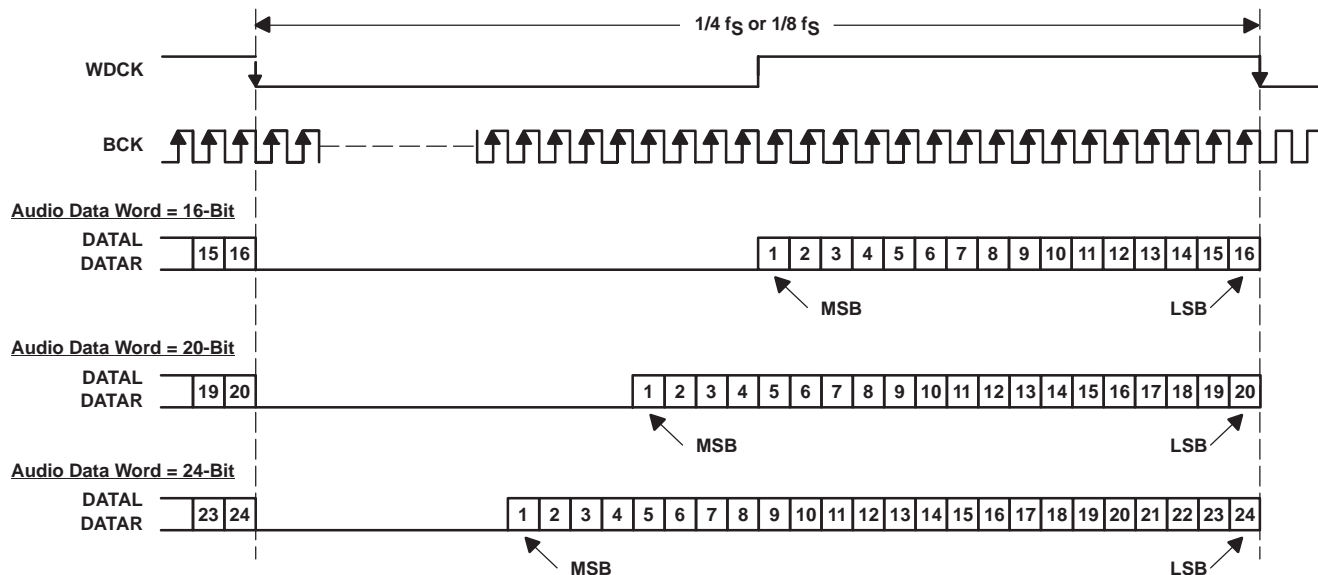 1/4 fS or 1/8 fS
WDCK
BCK
Audio Data Word = 16-Bit
DATAL
DATAR
15 16 1 2 3 4 5 6 7 8 9 10 11 12 13 14 15 16
MSB LSB
Audio Data Word = 20-Bit
DATAL
DATAR
19 20 1 2 3 4 5 6 7 8 9 10 11 12 13 14 15 16 17 18 19 20
MSB LSB
Audio Data Word = 24-Bit
DATAL
DATAR
23 24 1 2 3 4 5 6 7 8 9 10 11 12 13 14 15 16 17 18 19 20 21 22 23 24
MSB LSB